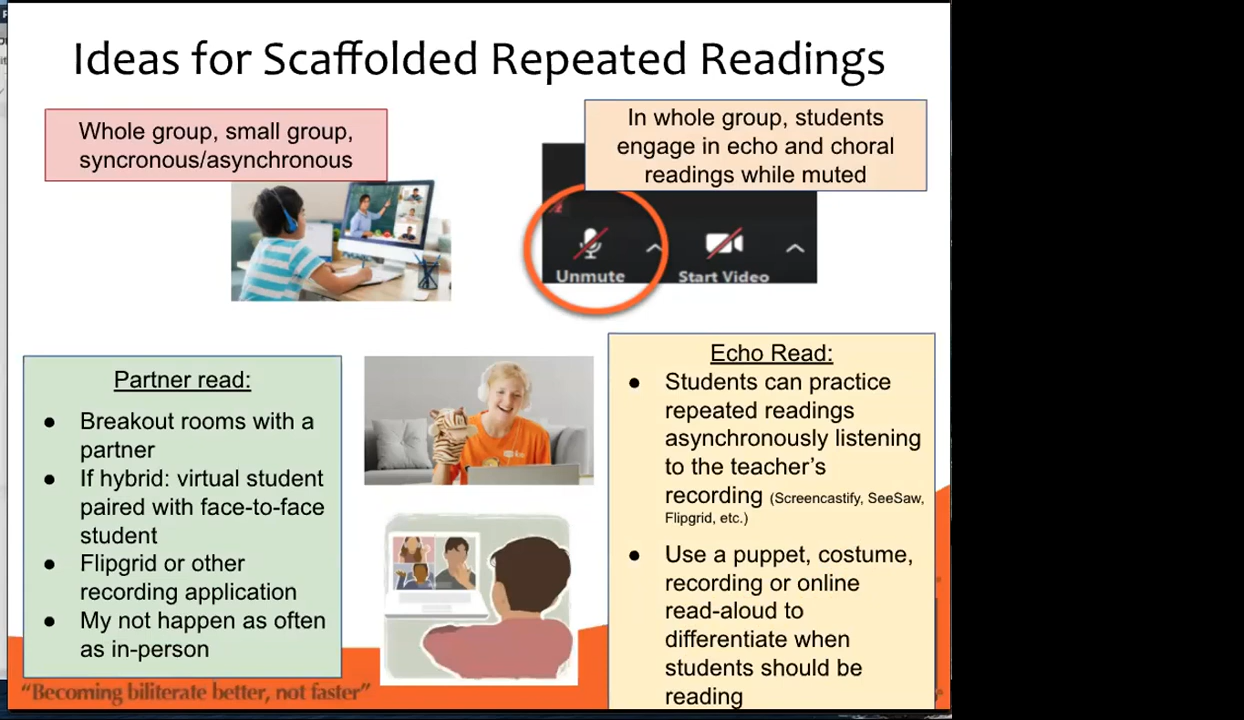 Ideas for Scaffolded Repeated Readings
Whole group, small group,
syncronous/asynchronous
In whole group, students
engage in echo and choral
readings while muted
Unmute
Start Video
Partner read:
● Breakout rooms with a
partner
● If hybrid: virtual student
paired with face-to-face
student
● Flipgrid or other
recording application
● My not happen as often
as in-person
Echo Read:
● Students can practice
repeated readings
asynchronously listening
to the teacher's
recording (Screencastify, SeeSaw,
Flipgrid, etc.)
● Use a puppet, costume,
recording or online
read-aloud to
differentiate when
students should be
reading
"Becoming biliterate better, not faster"